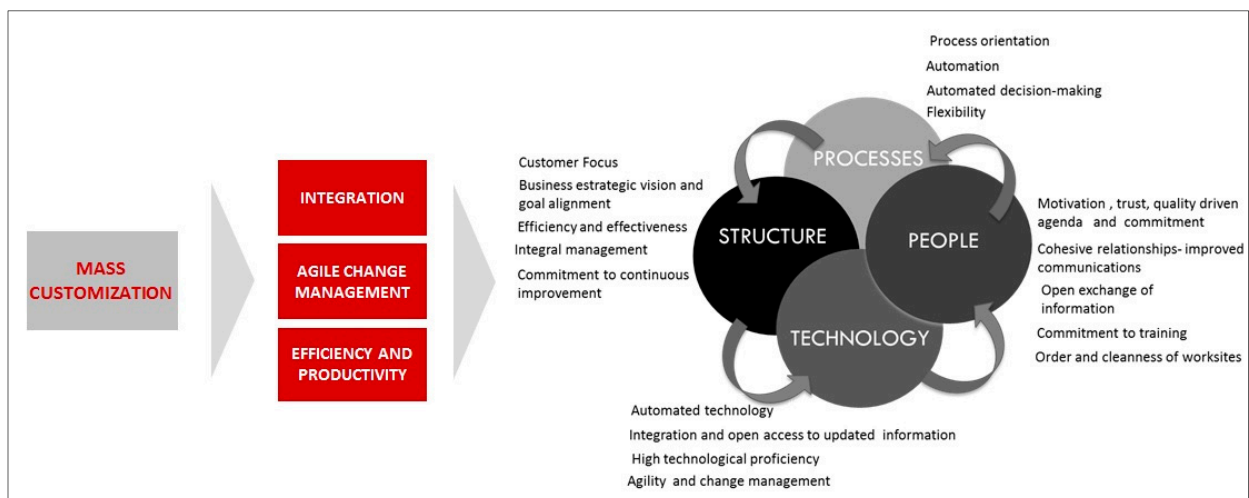 MASS
CUSTOMIZATION
INTEGRATION
AGILE CHANGE
MANAGEMENT
EFFICIENCY AND
PRODUCTIVITY
Customer Focus
Business estrategic vision and
goal alignment
Efficiency and effectiveness
Integral management
Commitment to continuous
improvement
Process orientation
Automation
Automated decision-making
Flexibility
PROCESSES
STRUCTURE
PEOPLE
TECHNOLOGY
Motivation , trust, quality driven
agenda and commitment
Cohesive relationships- improved
communications
Open exchange of
information
Commitment to training
Order and cleanness of worksites
Automated technology
Integration and open access to updated information
High technological proficiency
Agility and change management